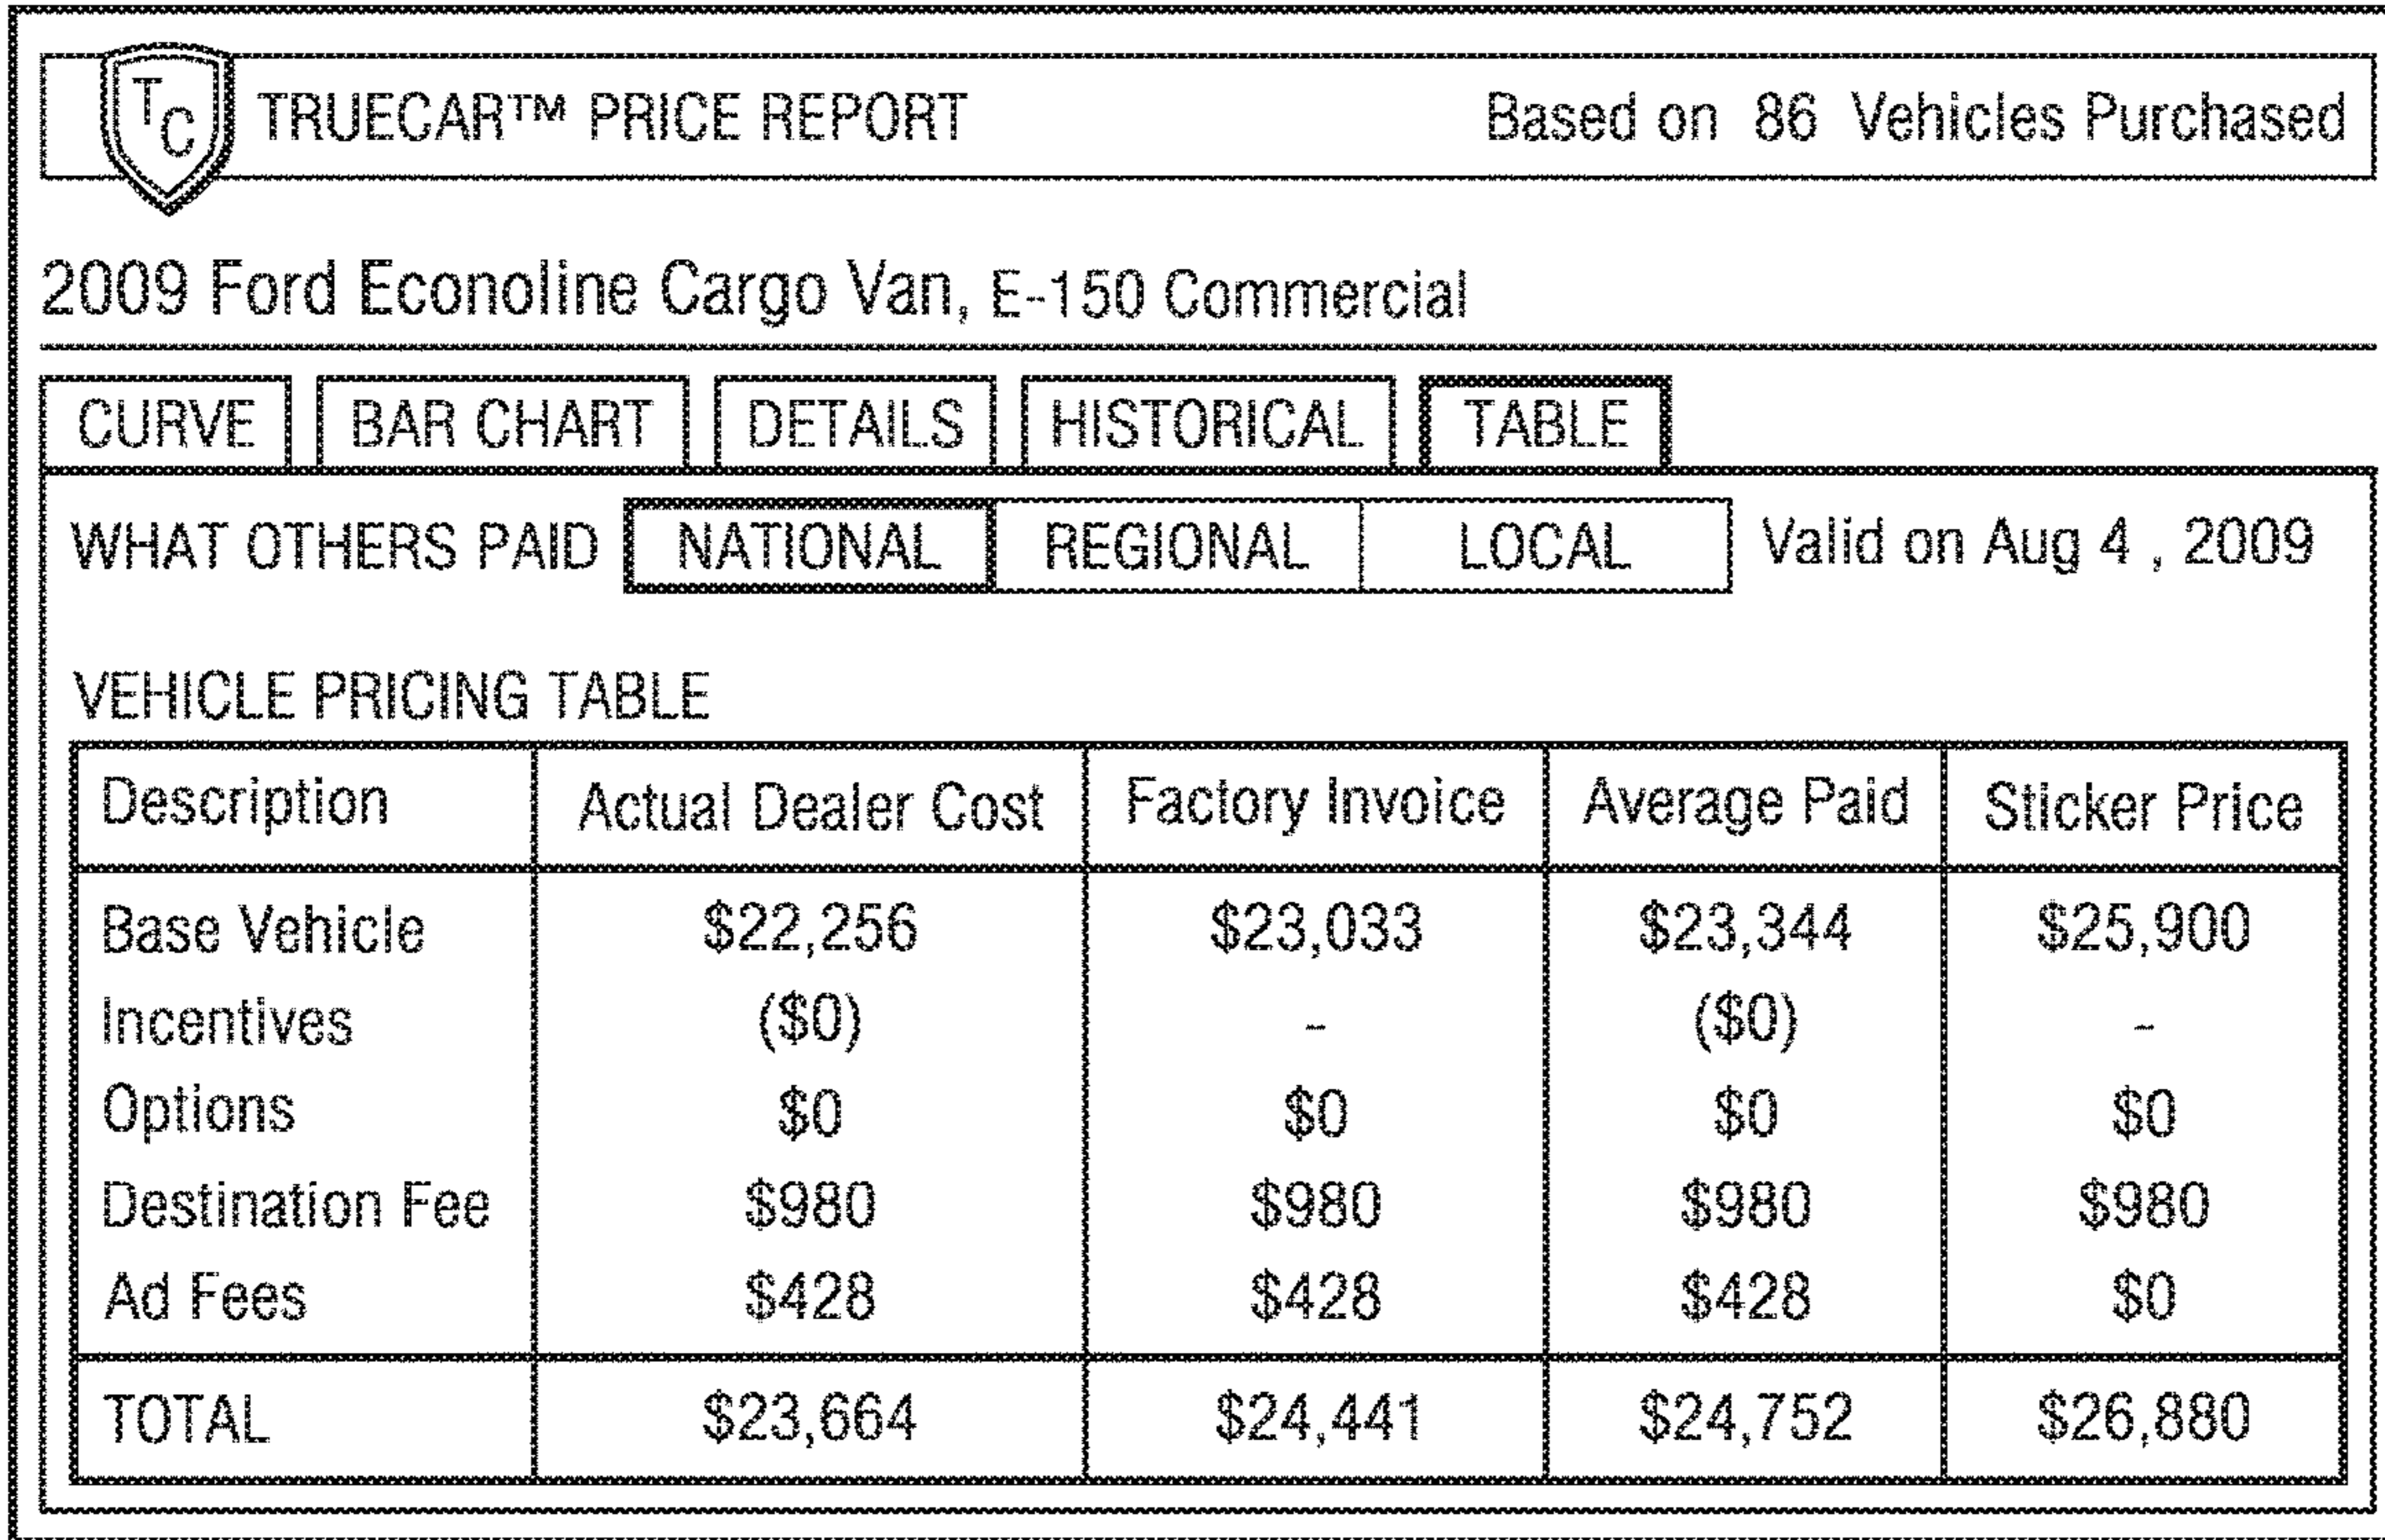 TC TRUECAR™ PRICE REPORT Based on 86 Vehicles Purchased
2009 Ford Econoline Cargo Van, E-150 Commercial
CURVE BAR CHART DETAILS HISTORICAL TABLE
WHAT OTHERS PAID NATIONAL REGIONAL LOCAL Valid on Aug 4 , 2009
VEHICLE PRICING TABLE
Description Actual Dealer Cost Factory Invoice Average Paid Sticker Price
Base Vehicle $22,256 $23,033 $23,344 $25,900
Incentives ($0) - ($0) -
Options $0 $0 $0 $0
Destination Fee $980 $980 $980 $980
Ad Fees $428 $428 $428 $0
TOTAL $23,664 $24,441 $24,752 $26,880